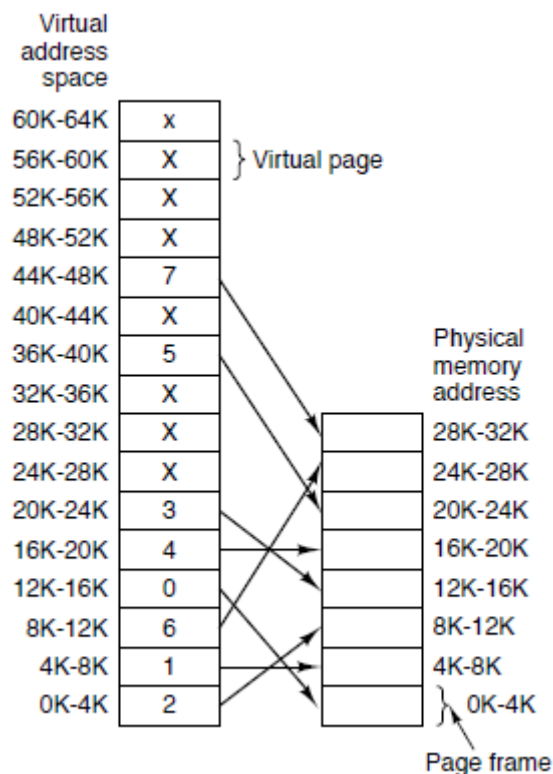 Virtual
address
space
60K-64K x
56K-60K X } Virtual page
52K-56K X
48K-52K X
44K-48K 7
40K-44K X
36K-40K 5
32K-36K X
28K-32K X
24K-28K X
20K-24K 3
16K-20K 4
12K-16K 0
8K-12K 6
4K-8K 1
0K-4K 2
Physical
memory
address
28K-32K
24K-28K
20K-24K
16K-20K
12K-16K
8K-12K
4K-8K
} 0K-4K
Page frame